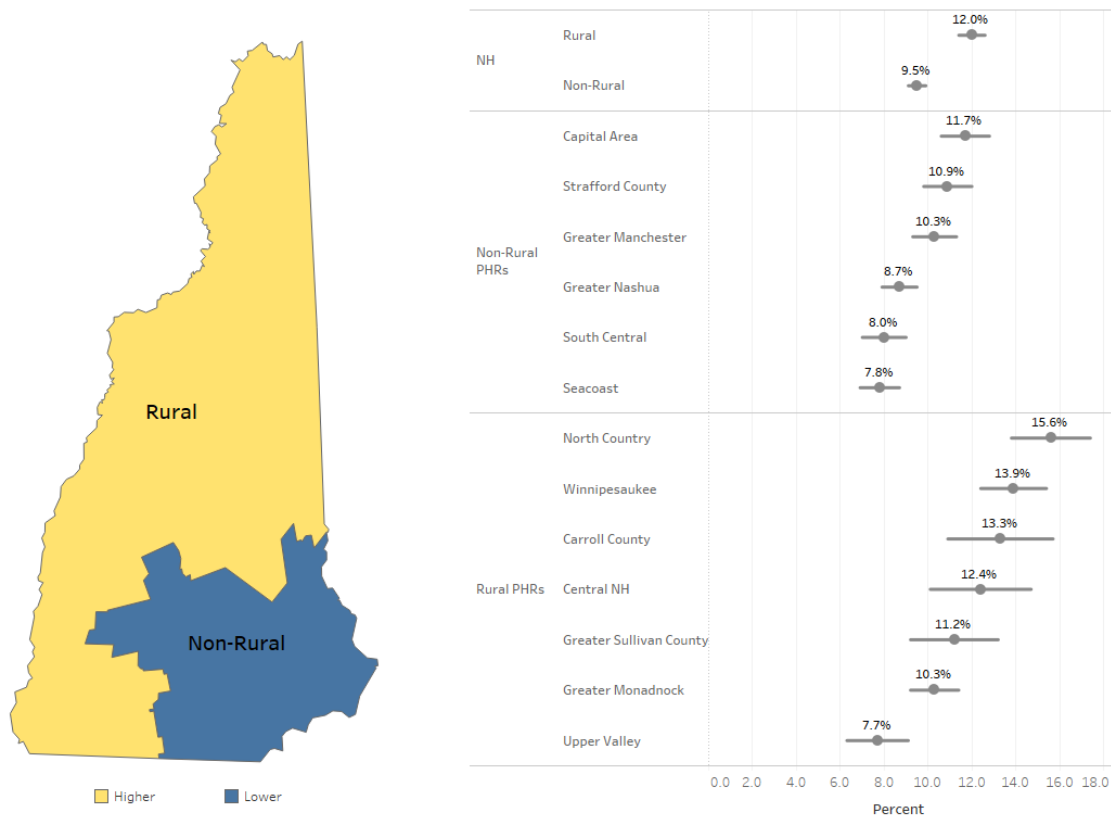 Rural
Non-Rural
Higher
Lower
NH
Rural
12.0%
Non-Rural
9.5%
Non-Rural
PHRs
Capital Area
11.7%
Strafford County
10.9%
Greater Manchester
10.3%
Greater Nashua
8.7%
South Central
8.0%
Seacoast
7.8%
Rural PHRs
North Country
15.6%
Winnipesaukee
13.9%
Carroll County
13.3%
Central NH
12.4%
Greater Sullivan County
11.2%
Greater Monadnock
10.3%
Upper Valley
7.7%
0.0 2.0 4.0 6.0 8.0 10.0 12.0 14.0 16.0 18.0
Percent